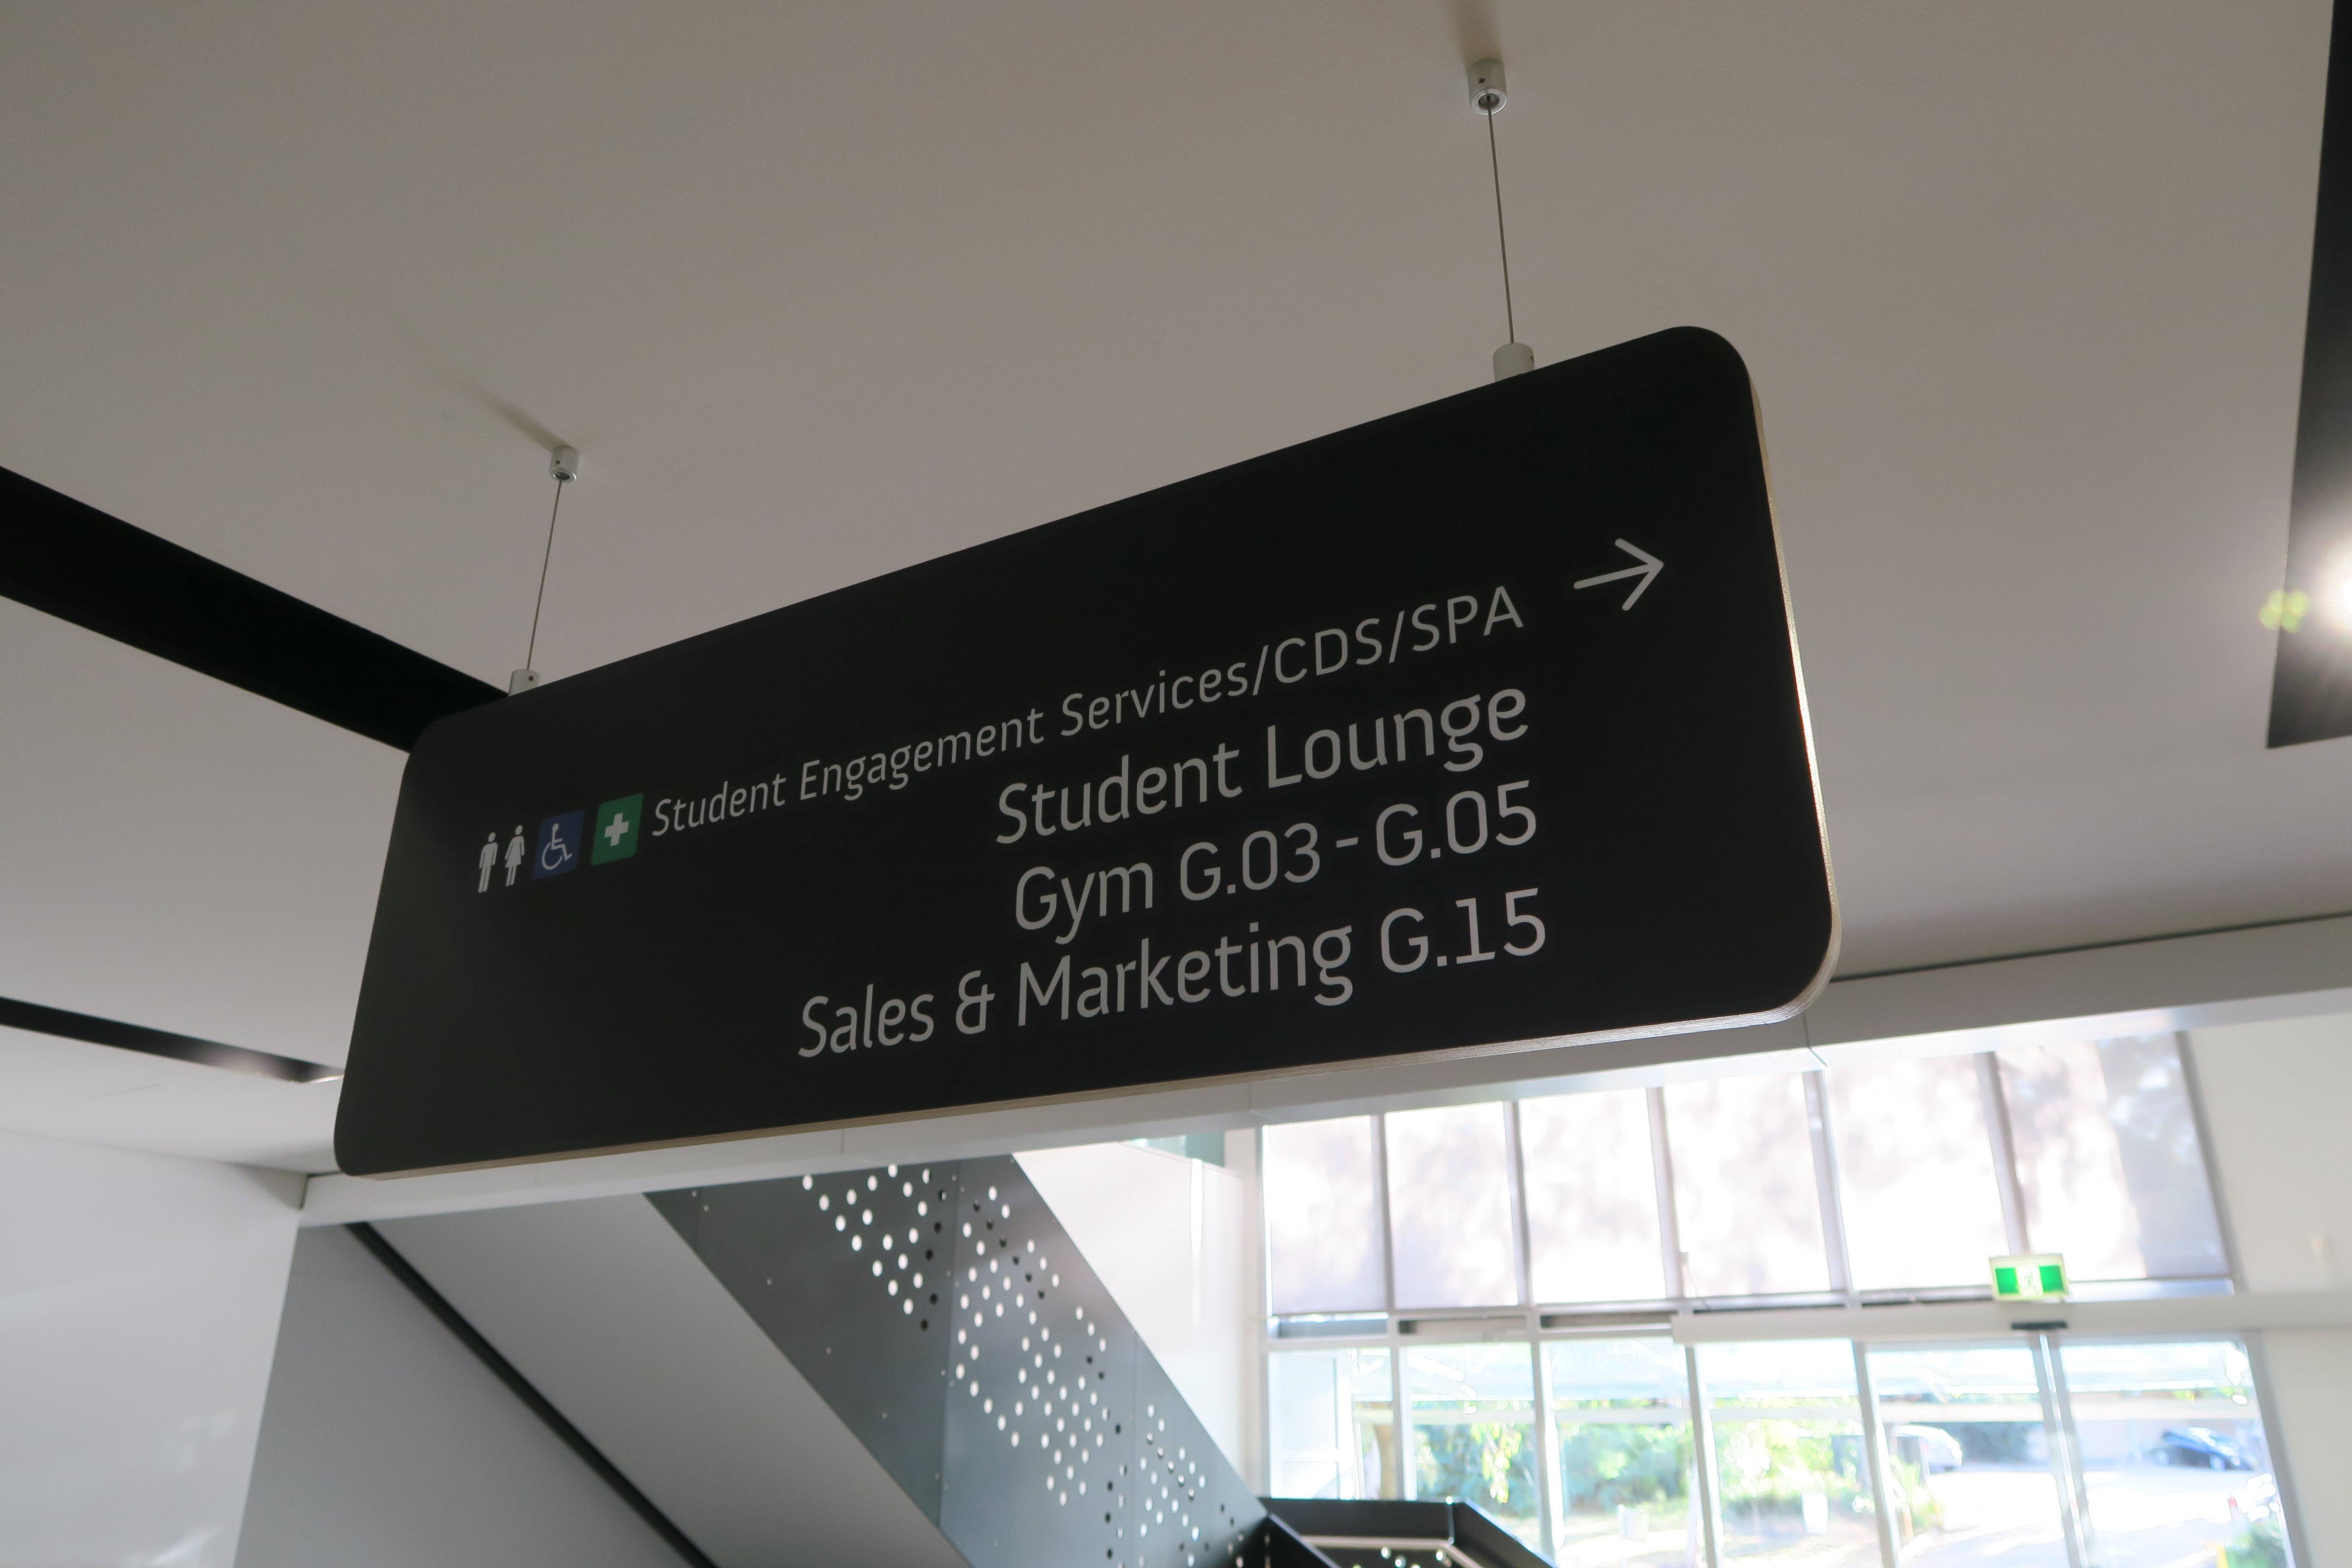 Student Engagement Services/CDS/SPA
Student Lounge
Gym G.03-G.05
Sales & Marketing G.15